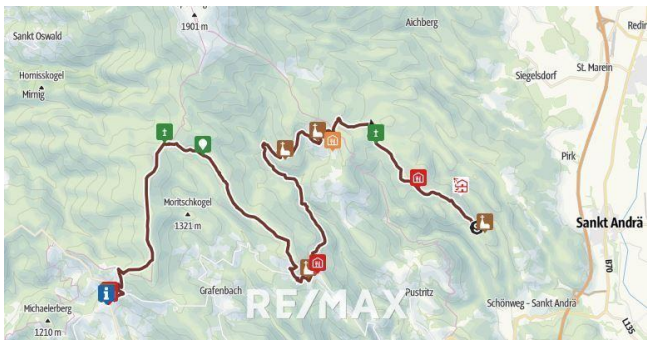 1901 m
Sankt Oswald
Aichberg
Redin
St. Marein
Siegelsdorf
Hornisskogel
Mirnig
Pirk
Moritschkogel
1321 m
Sankt Andrä
B70
Grafenbach
Pustritz
RE/MAX
Schönweg - Sankt Andrä
Michaelerberg
1210 m
L135